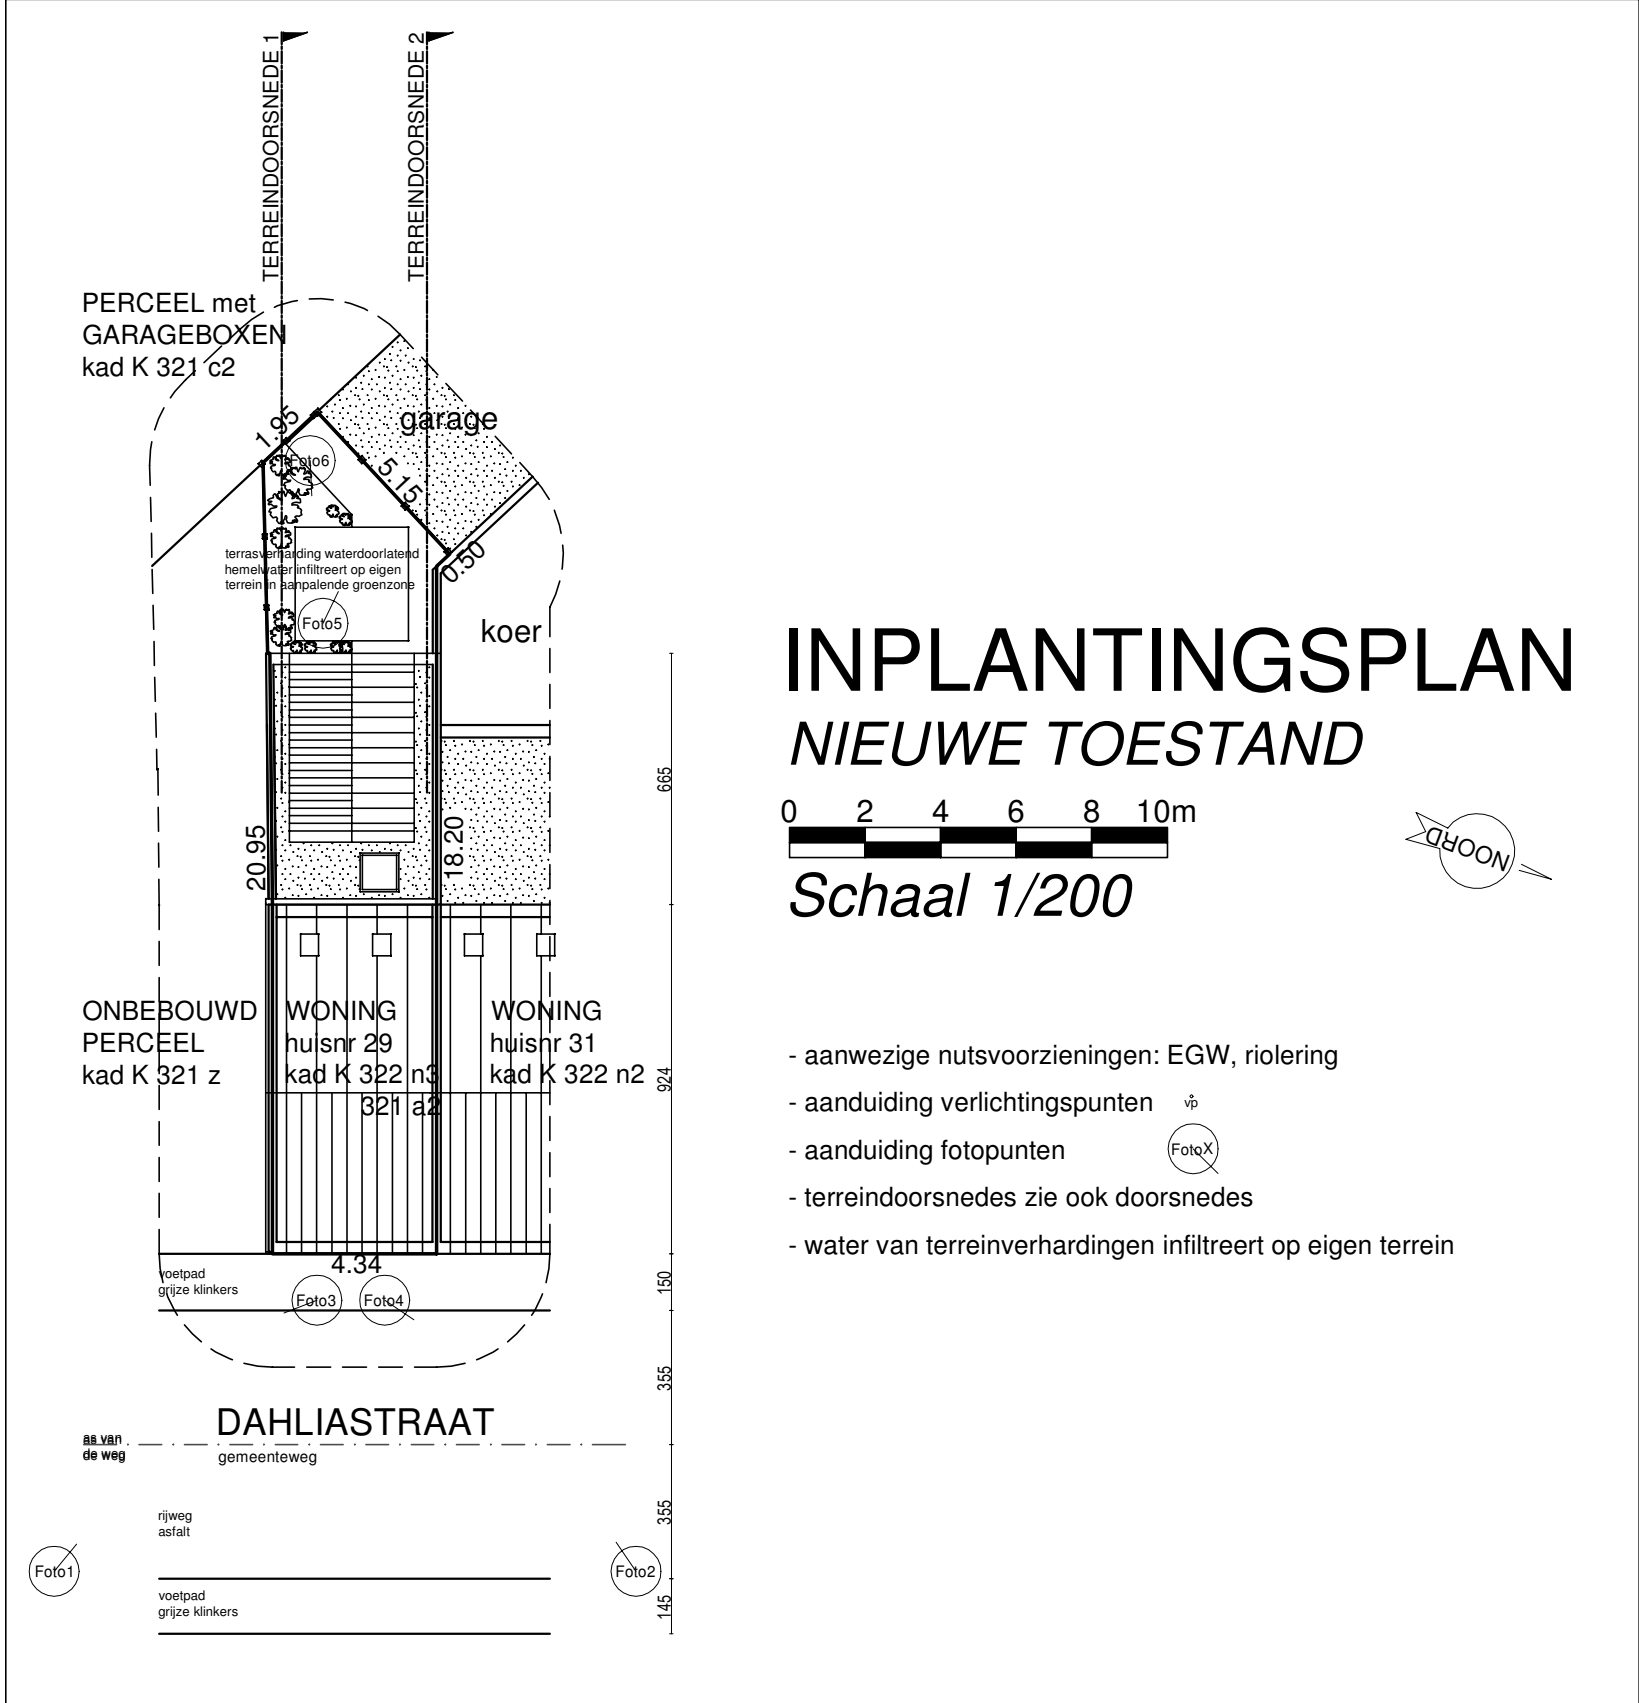 TERREINDOORSNEDE 1
TERREINDOORSNEDE 2
PERCEEL met
GARAGEBOXEN
kad K 321 c2
garage
1.95
Foto6
5.15
0.50
terrasverharding waterdoorlatend
hemelwater infiltreert op eigen
terrein in aanpalende groenzone
Foto5
koer
665
20.95
18.20
ONBEBOUWD
PERCEEL
kad K 321 z
WONING
huisnr 29
kad K 322 n3
321 a2
WONING
huisnr 31
kad K 322 n2
924
4.34
voetpad
grijze klinkers
Foto3
Foto4
150
355
DAHLIASTRAAT
as van
de weg
gemeenteweg
rijweg
asfalt
355
Foto1
Foto2
voetpad
grijze klinkers
145
INPLANTINGSPLAN
NIEUWE TOESTAND
0 2 4 6 8 10m
Schaal 1/200
NOORD
- aanwezige nutsvoorzieningen: EGW, riolering
- aanduiding verlichtingspunten vp
- aanduiding fotopunten FotoX
- terreindoorsnedes zie ook doorsnedes
- water van terreinverhardingen infiltreert op eigen terrein